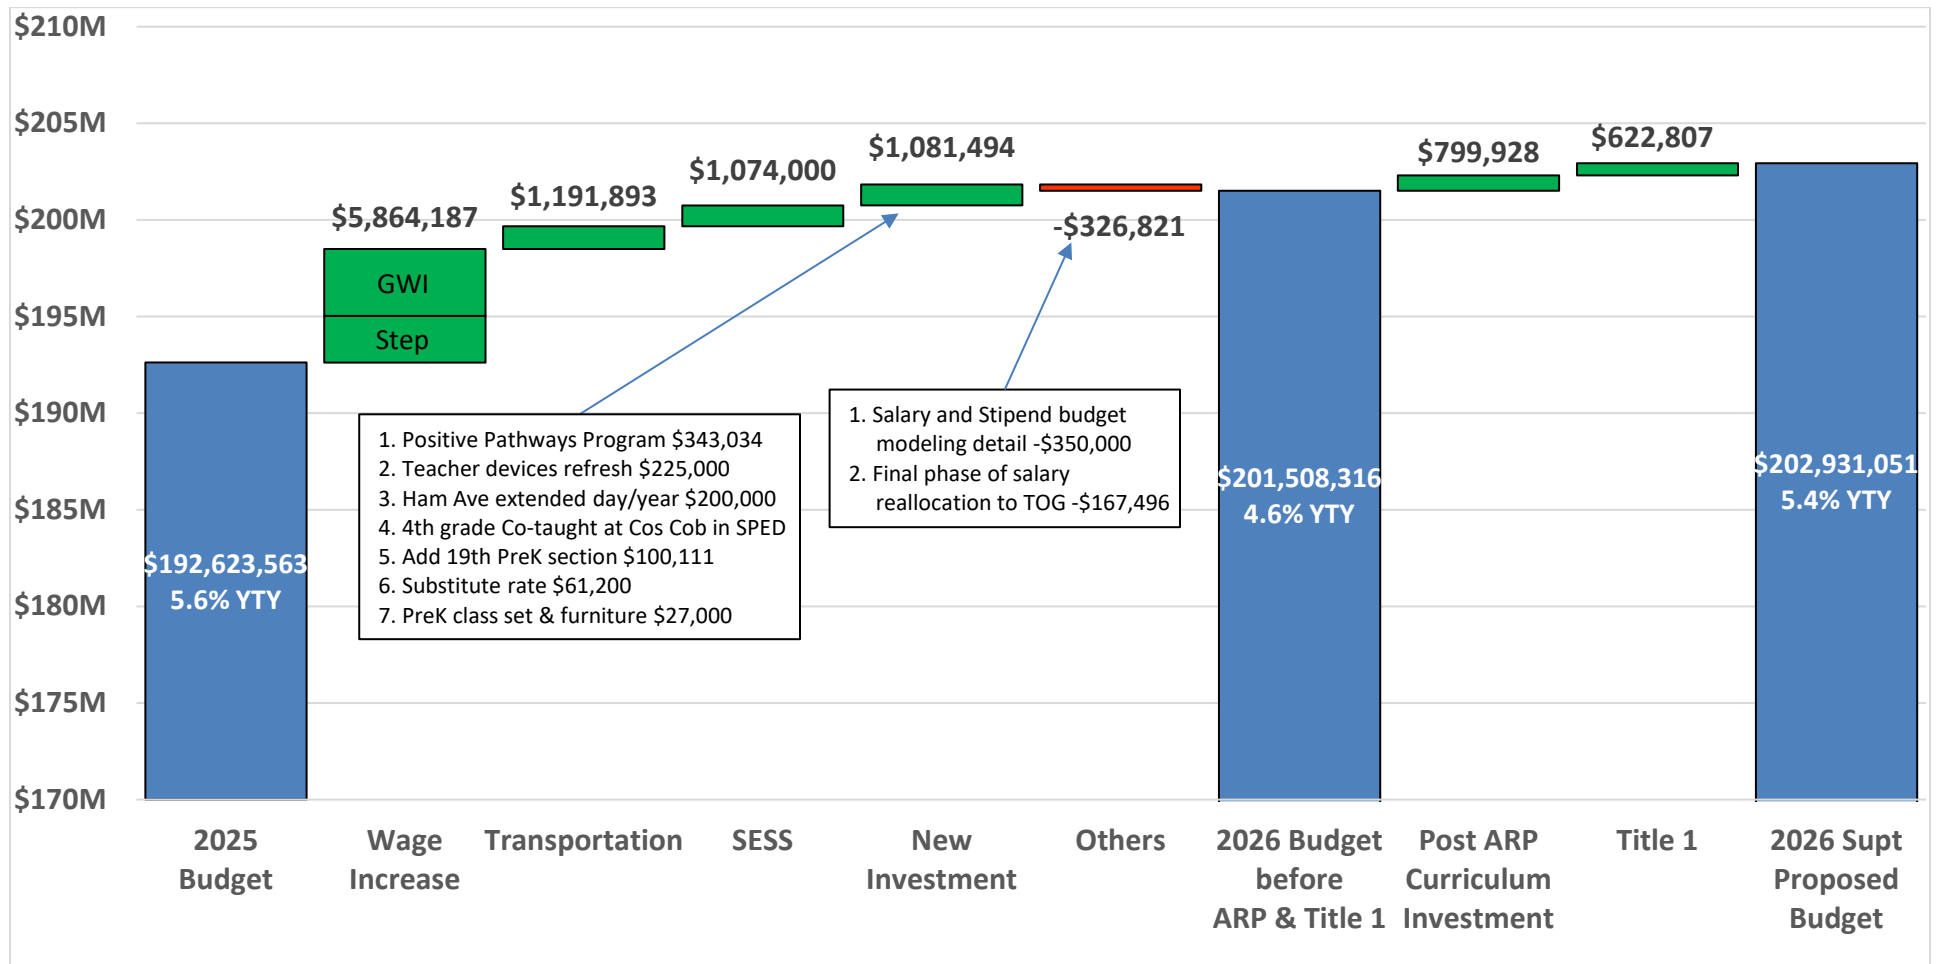 $210M
$205M
$200M
$195M
$190M
$185M
$180M
$175M
$170M
$192,623,563
5.6% YTY
$5,864,187
GWI
Step
$1,191,893
$1,074,000
$1,081,494
-$326,821
$201,508,316
4.6% YTY
$799,928
$622,807
$202,931,051
5.4% YTY
1. Positive Pathways Program $343,034
2. Teacher devices refresh $225,000
3. Ham Ave extended day/year $200,000
4. 4th grade Co-taught at Cos Cob in SPED
5. Add 19th PreK section $100,111
6. Substitute rate $61,200
7. PreK class set & furniture $27,000
1. Salary and Stipend budget
modeling detail -$350,000
2. Final phase of salary
reallocation to TOG -$167,496
2025
Budget
Wage
Increase
Transportation
SESS
New
Investment
Others
2026 Budget
before
ARP & Title 1
Post ARP
Curriculum
Investment
Title 1
2026 Supt
Proposed
Budget